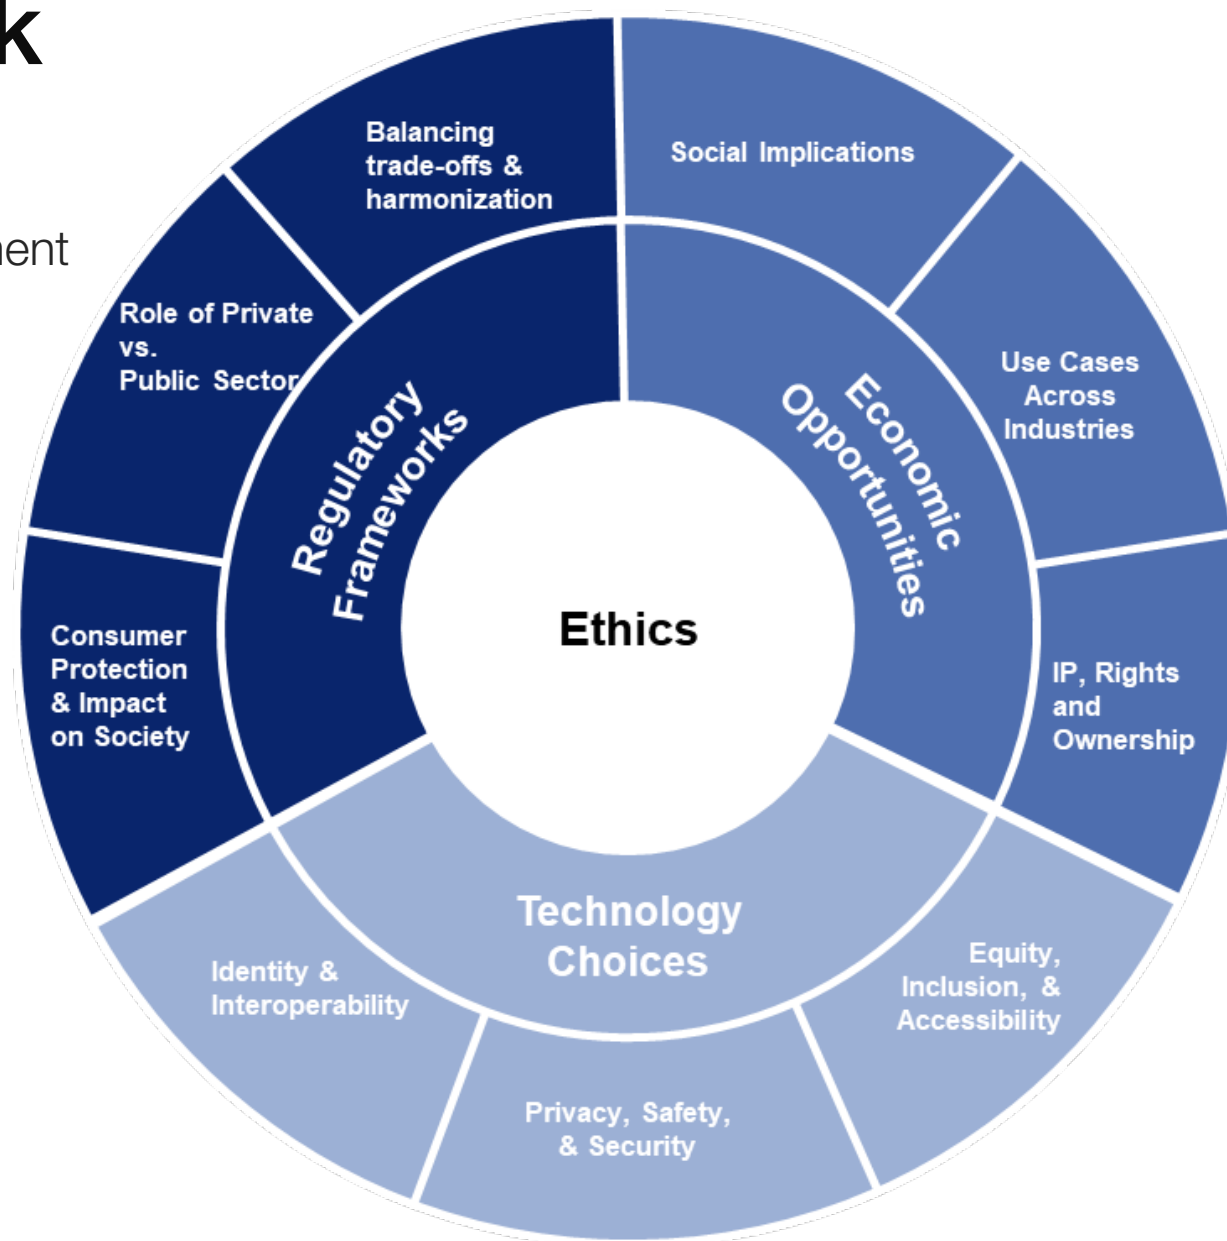 k
ment
Balancing
trade-offs &
harmonization
Social Implications
Role of Private
vs.
Public Sector
Use Cases
Across
Industries
Regulatory
Frameworks
Economic
Opportunities
Ethics
Consumer
Protection
& Impact
on Society
IP, Rights
and
Ownership
Technology
Choices
Identity &
Interoperability
Equity,
Inclusion, &
Accessibility
Privacy, Safety,
& Security